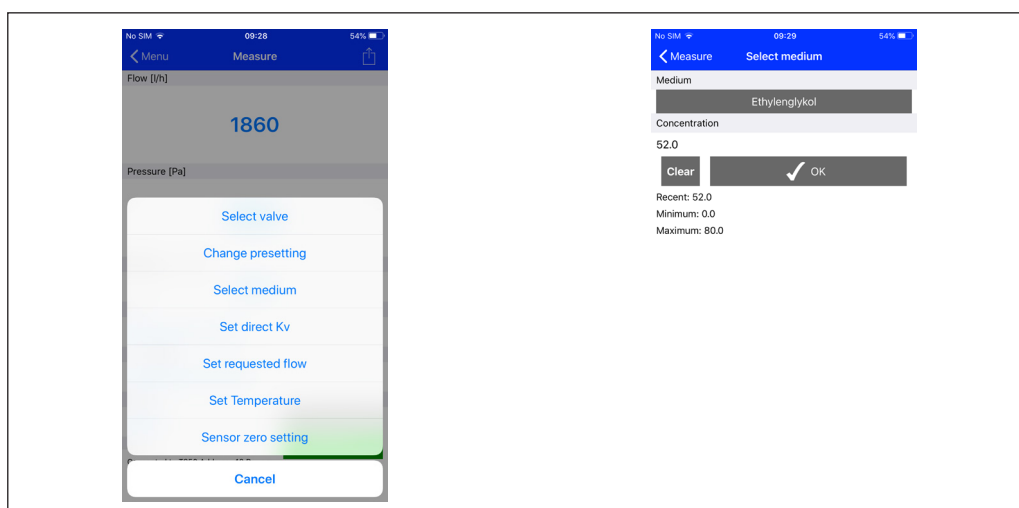 No SIM 09:28 54%
Menu Measure
Flow [l/h]
1860
Pressure [Pa]
Select valve
Change presetting
Select medium
Set direct Kv
Set requested flow
Set Temperature
Sensor zero setting
Cancel
No SIM 09:29 54%
Measure Select medium
Medium
Ethylenglykol
Concentration
52.0
Clear OK
Recent: 52.0
Minimum: 0.0
Maximum: 80.0